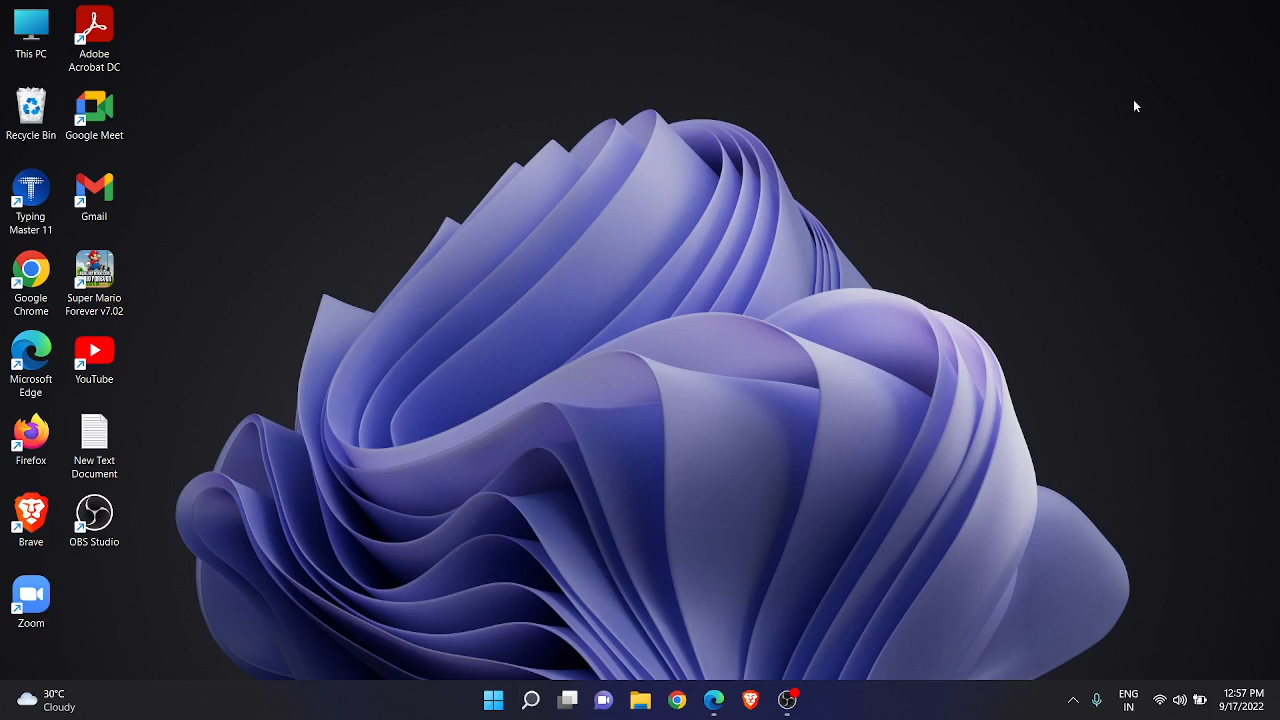 This PC
Adobe
Acrobat DC
Recycle Bin
Google Meet
Typing
Master 11
Gmail
Google
Chrome
Super Mario
Forever v7.02
Microsoft
Edge
YouTube
Firefox
New Text
Document
Brave
OBS Studio
Zoom
30°C
Cloudy
ENG
IN
12:57 PM
9/17/2022